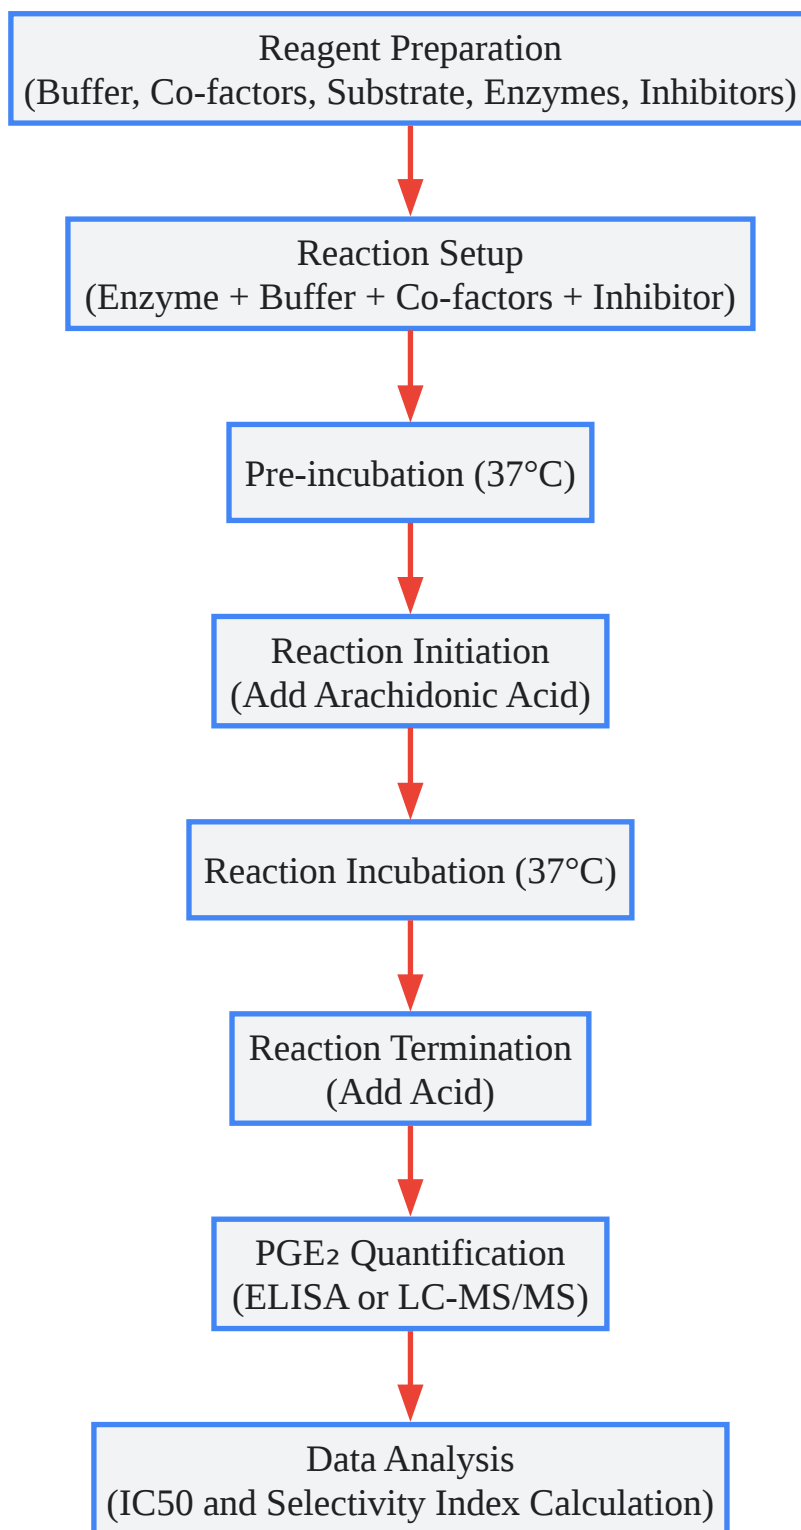 Reagent Preparation
(Buffer, Co-factors, Substrate, Enzymes, Inhibitors)
Reaction Setup
(Enzyme + Buffer + Co-factors + Inhibitor)
Pre-incubation (37°C)
Reaction Initiation
(Add Arachidonic Acid)
Reaction Incubation (37°C)
Reaction Termination
(Add Acid)
PGE₂ Quantification
(ELISA or LC-MS/MS)
Data Analysis
(IC50 and Selectivity Index Calculation)